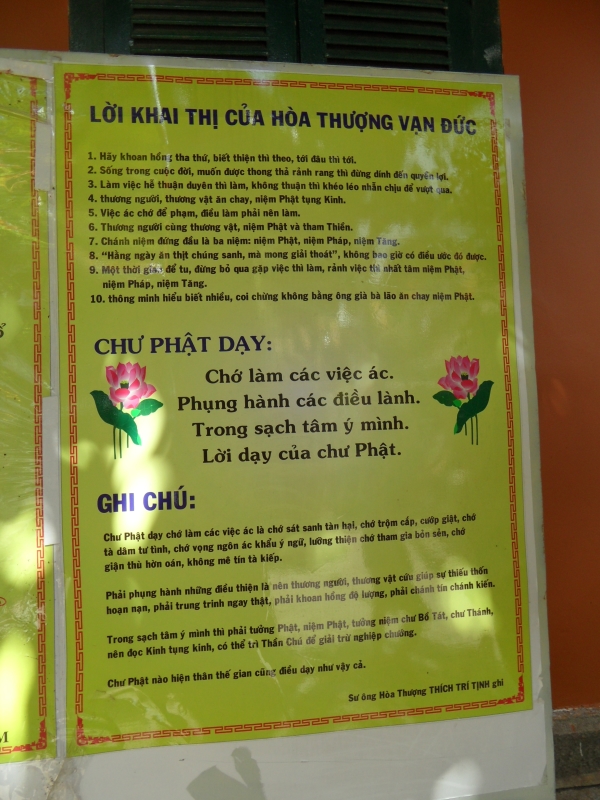 LỜI KHAI THỊ CỦA HÒA THƯỢNG VẠN ĐỨC
1. Hãy khoan hồng tha thứ, biết thiện thì theo, tới đâu thì tới.
2. Sống trong cuộc đời, muốn được thong thả rảnh rang thì đừng dính đến quyền lợi.
3. Làm việc hễ thuận duyên thì làm, không thuận thì khéo léo nhẫn chịu để vượt qua.
4. thương người, thương vật ăn chay, niệm Phật tụng Kinh.
5. Việc ác chớ để phạm, điều lành phải nên làm.
6. Thương người cũng thương vật, niệm Phật và tham Thiền.
7. Chánh niệm đứng đầu là ba niệm: niệm Phật, niệm Pháp, niệm Tăng.
8. "Hằng ngày ăn thịt chúng sanh, mà mong giải thoát", không bao giờ có điều ước đó được.
9. Một thời gian để tu, đừng bỏ qua gặp việc thì làm, rảnh việc thì nhất tâm niệm Phật,
niệm Pháp, niệm Tăng.
10. thông minh hiểu biết nhiều, coi chừng không bằng ông già bà lão ăn chay niệm Phật.
CHƯ PHẬT DẠY:
Chớ làm các việc ác.
Phụng hành các điều lành.
Trong sạch tâm ý mình.
Lời dạy của chư Phật.
GHI CHÚ:
Chư Phật dạy chớ làm các việc ác là chớ sát sanh tàn hại, chớ trộm cắp, cướp giật, chớ
tà dâm tư tình, chớ vọng ngôn ác khẩu ý ngữ, lưỡng thiện chớ tham gia bỏn sẻn, chớ
giận thù hờn oán, không mê tín tà kiếp.
Phải phụng hành những điều thiện là nên thương người, thương vật cứu giúp sự thiếu thốn
hoạn nạn, phải trung trinh ngay thật, phải khoan hồng độ lượng, phải chánh tín chánh kiến.
Trong sạch tâm ý mình thì phải tưởng Phật, niệm Phật, tưởng niệm chư Bồ Tát, chư Thánh,
nên đọc Kinh tụng kinh, có thể trì Thần Chú để giải trừ nghiệp chướng.
Chư Phật nào hiện thân thế gian cũng điều dạy như vậy cả.
Sư ông Hòa Thượng THÍCH TRÍ TỊNH ghi